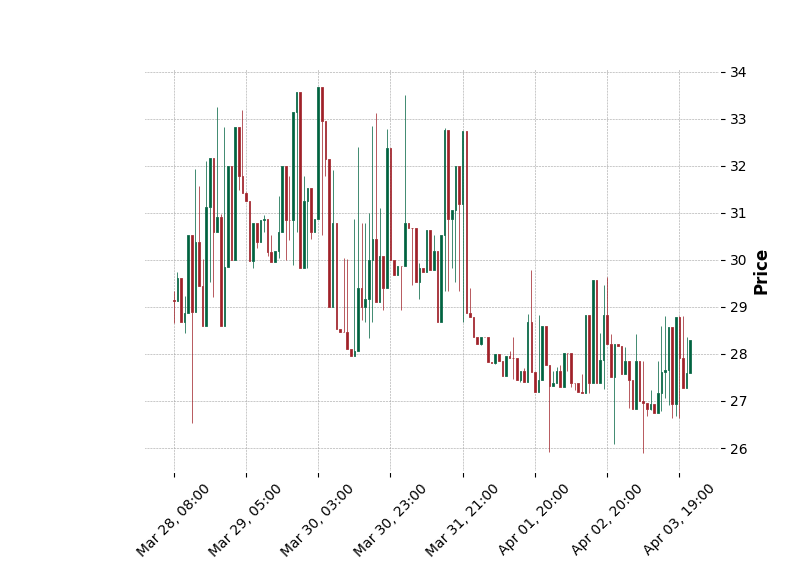 34
33
32
31
30
29
28
27
26
Price
Mar 28, 08:00
Mar 29, 05:00
Mar 30, 03:00
Mar 30, 23:00
Mar 31, 21:00
Apr 01, 20:00
Apr 02, 20:00
Apr 03, 19:00